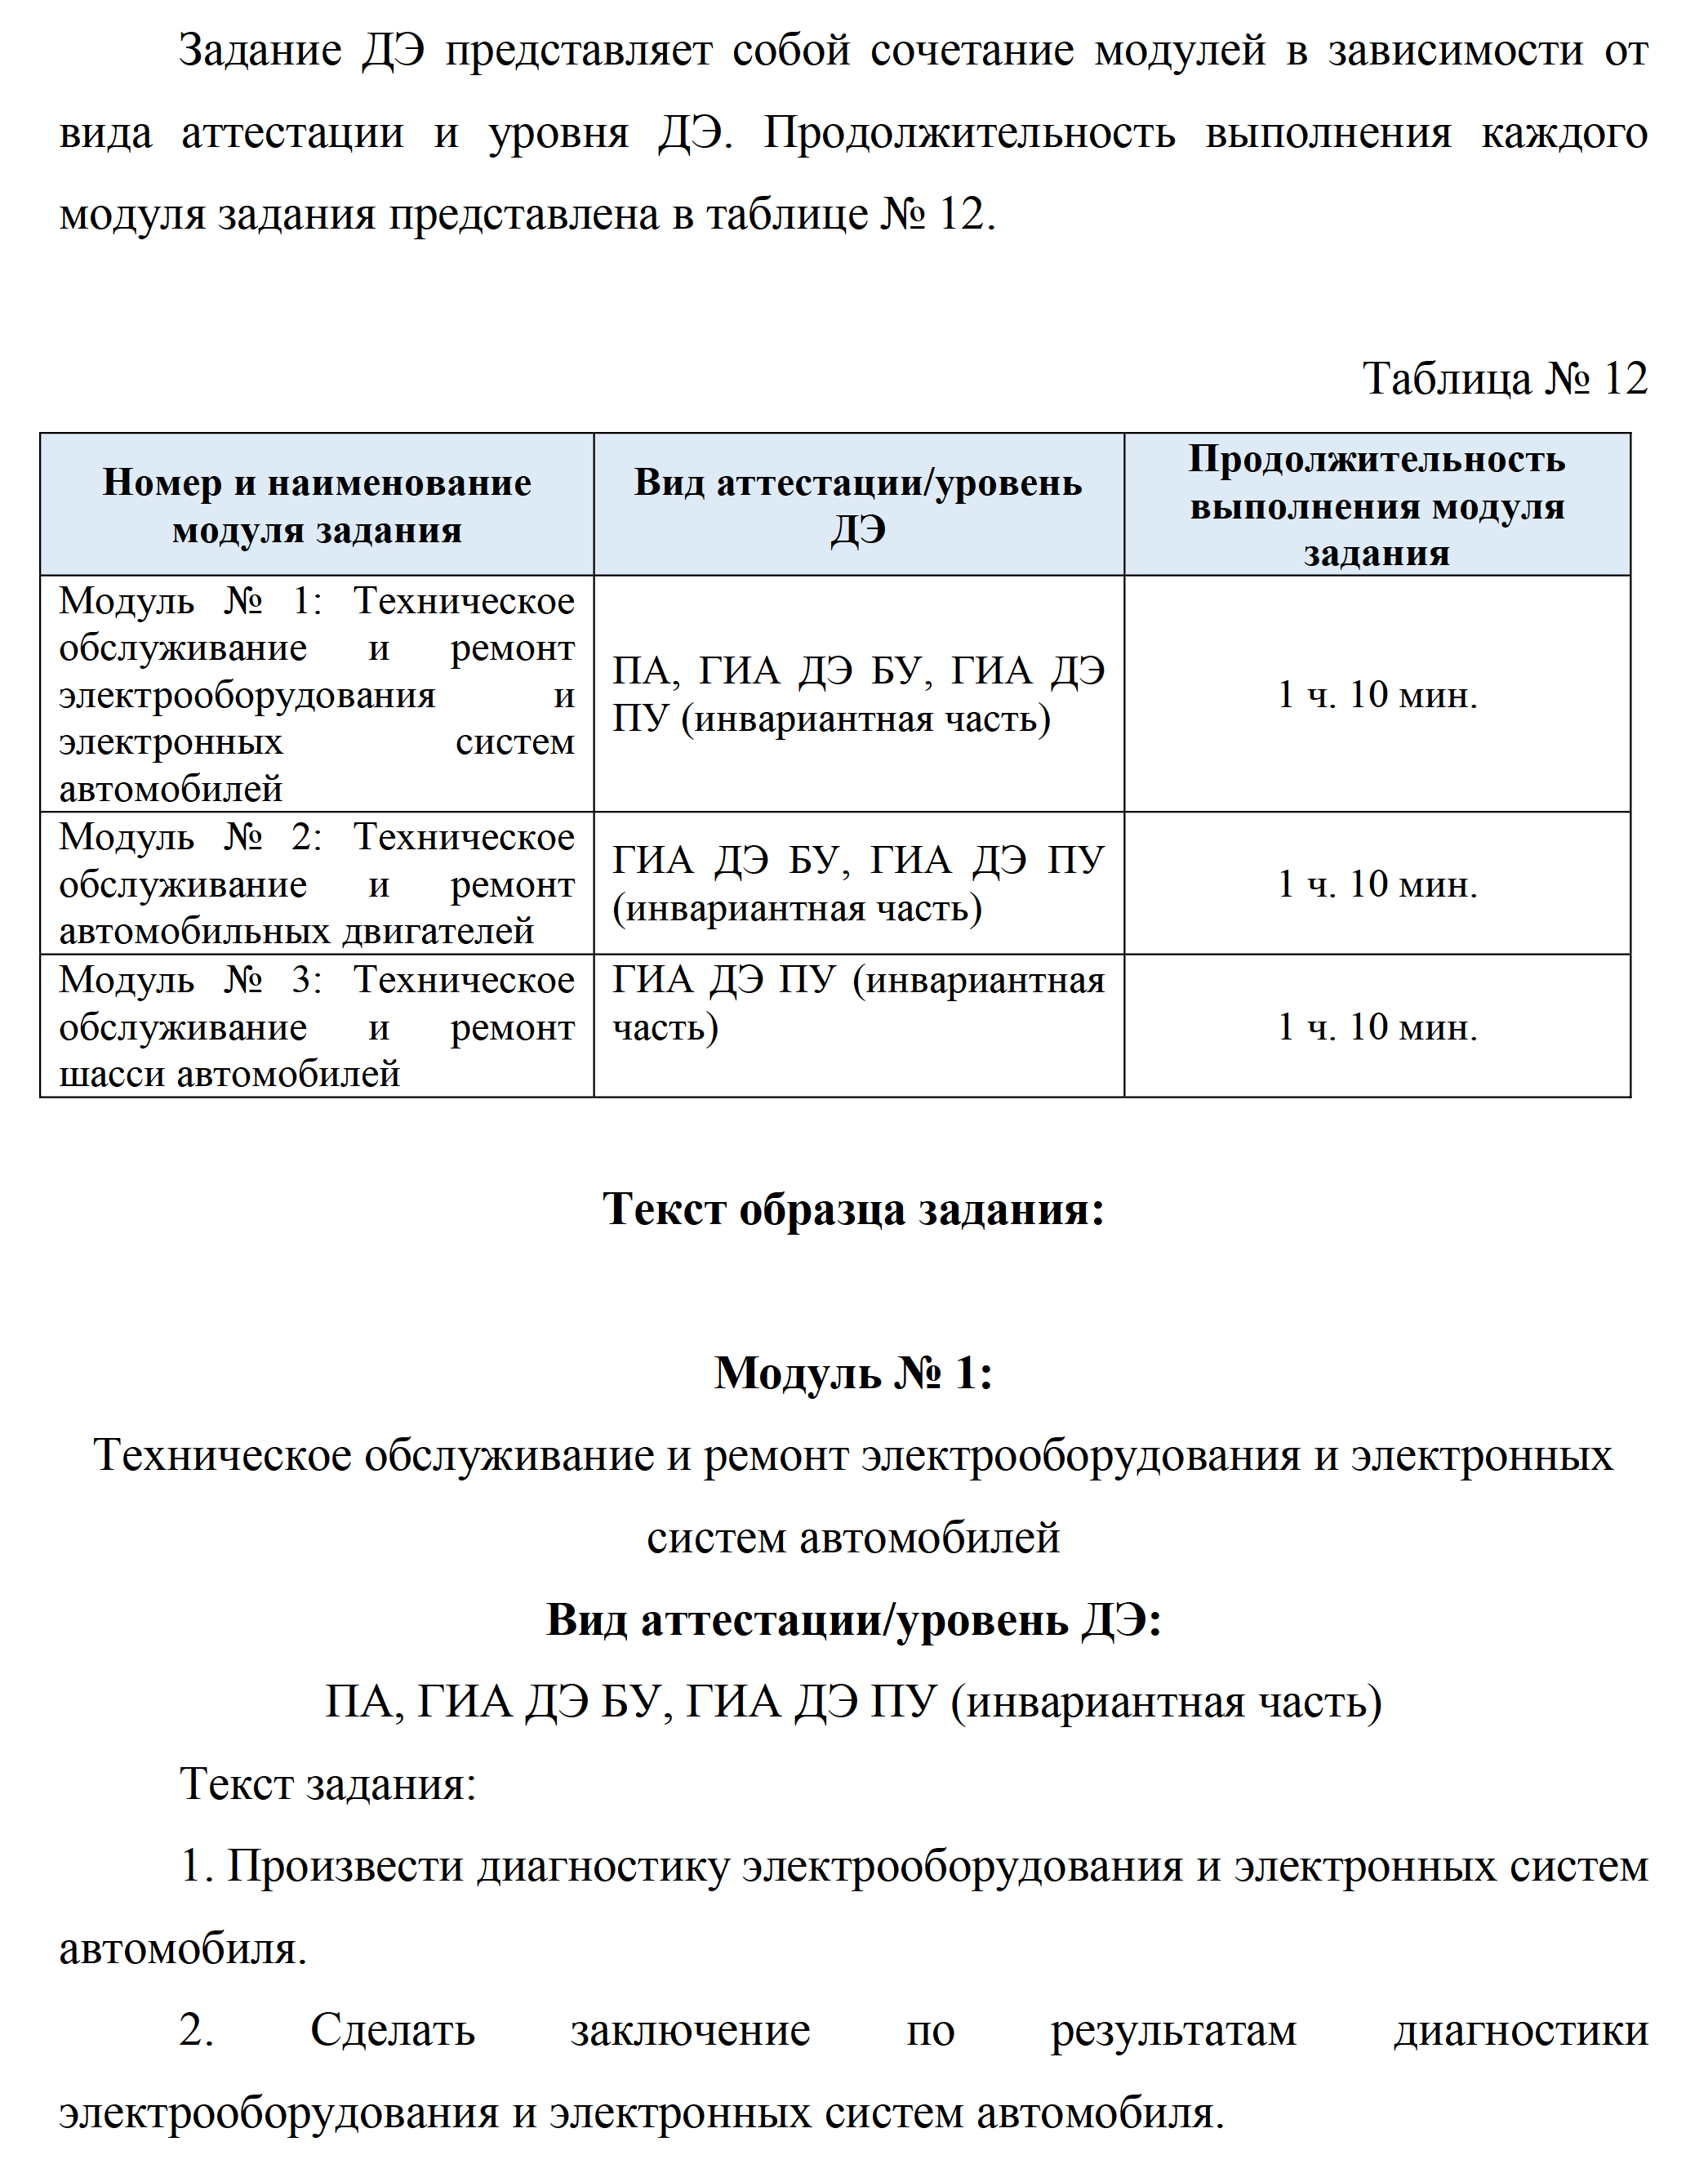 Задание ДЭ представляет собой сочетание модулей в зависимости от
вида аттестации и уровня ДЭ. Продолжительность выполнения каждого
модуля задания представлена в таблице № 12.
Таблица № 12
Номер и наименование
модуля задания
Вид аттестации/уровень
ДЭ
Продолжительность
выполнения модуля
задания
Модуль № 1: Техническое
обслуживание и ремонт
электрооборудования и
электронных систем
автомобилей
ПА, ГИА ДЭ БУ, ГИА ДЭ
ПУ (инвариантная часть)
1 ч. 10 мин.
Модуль № 2: Техническое
обслуживание и ремонт
автомобильных двигателей
ГИА ДЭ БУ, ГИА ДЭ ПУ
(инвариантная часть)
1 ч. 10 мин.
Модуль № 3: Техническое
обслуживание и ремонт
шасси автомобилей
ГИА ДЭ ПУ (инвариантная
часть)
1 ч. 10 мин.
Текст образца задания:
Модуль № 1:
Техническое обслуживание и ремонт электрооборудования и электронных
систем автомобилей
Вид аттестации/уровень ДЭ:
ПА, ГИА ДЭ БУ, ГИА ДЭ ПУ (инвариантная часть)
Текст задания:
1. Произвести диагностику электрооборудования и электронных систем
автомобиля.
2. Сделать заключение по результатам диагностики
электрооборудования и электронных систем автомобиля.